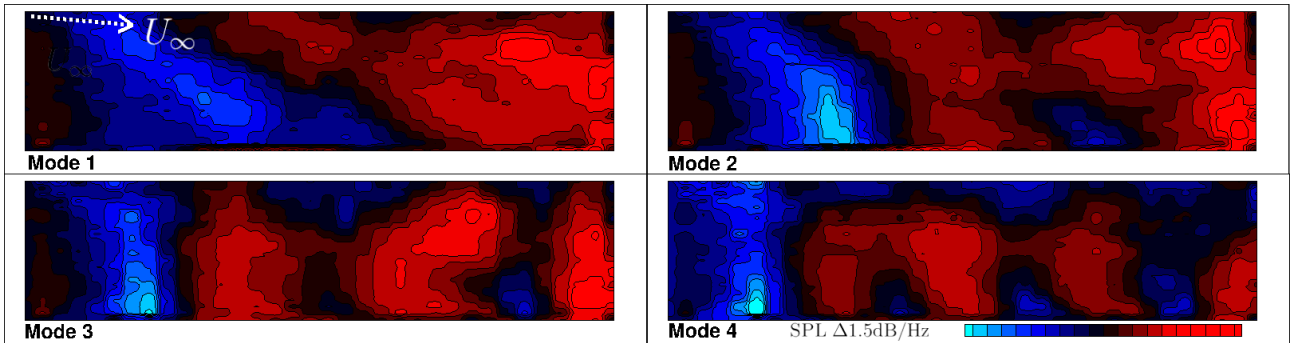 U∞
U∞
Mode 1
Mode 2
Mode 3
Mode 4
SPL Δ1.5dB/Hz